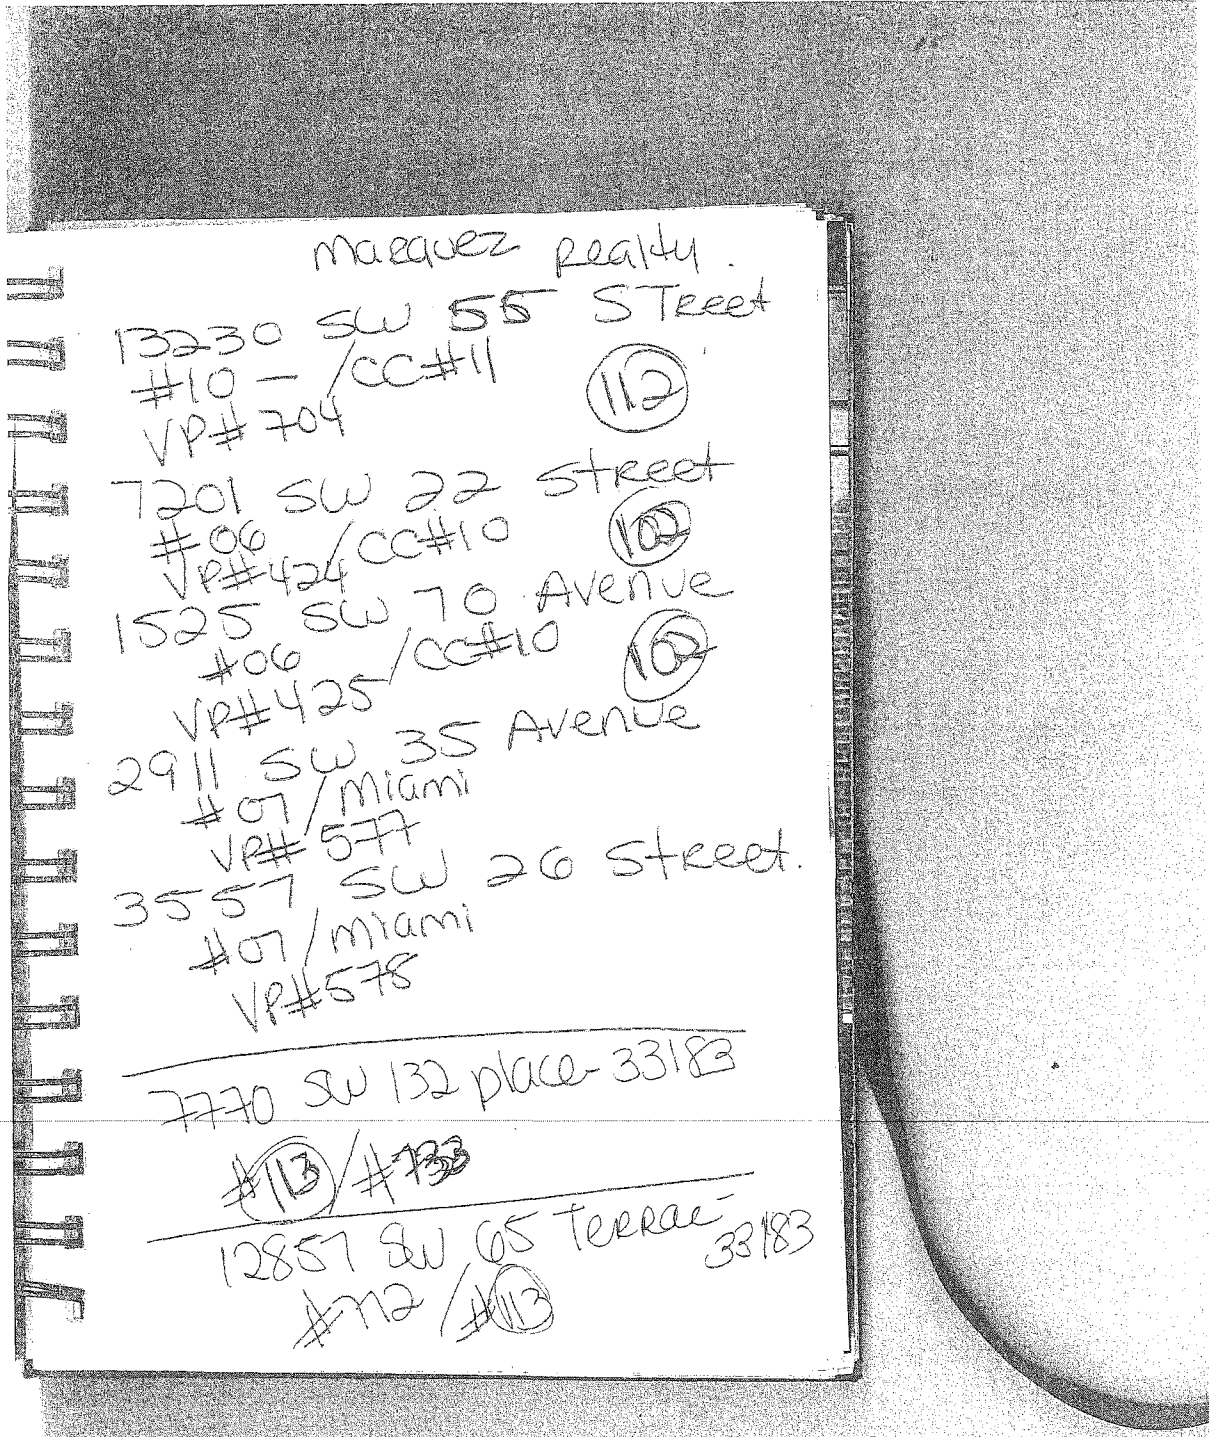 Marquez Realty.
13230 SW 55 Street
#10 - /CC#11 112
VP# 704
7201 SW 22 Street
#06 /CC#10 102
VP#424
1525 SW 70 Avenue
#06 /CC#10 102
VP#425
2911 SW 35 Avenue
#07/Miami
VP# 577
3557 SW 26 Street.
#07/Miami
VP#578
7770 SW 132 place-33183
#113/#733
12857 SW 65 Terrac-
33183
#712/#113